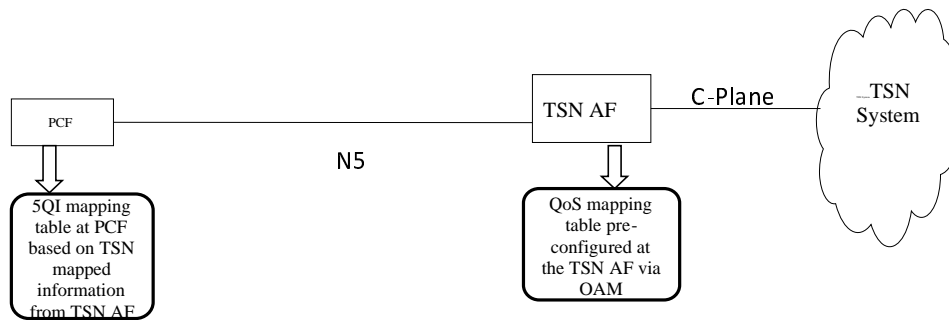 PCF
N5
TSN AF
C-Plane
TSN
System
5QI mapping
table at PCF
based on TSN
mapped
information
from TSN AF
QoS mapping
table pre-
configured at
the TSN AF via
OAM